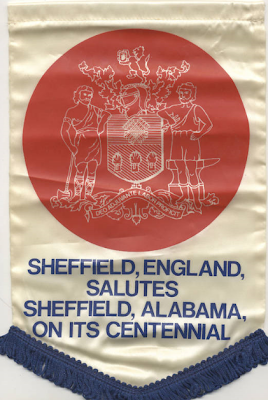 SHEFFIELD, ENGLAND,
SALUTES
SHEFFIELD, ALABAMA,
ON ITS CENTENNIAL